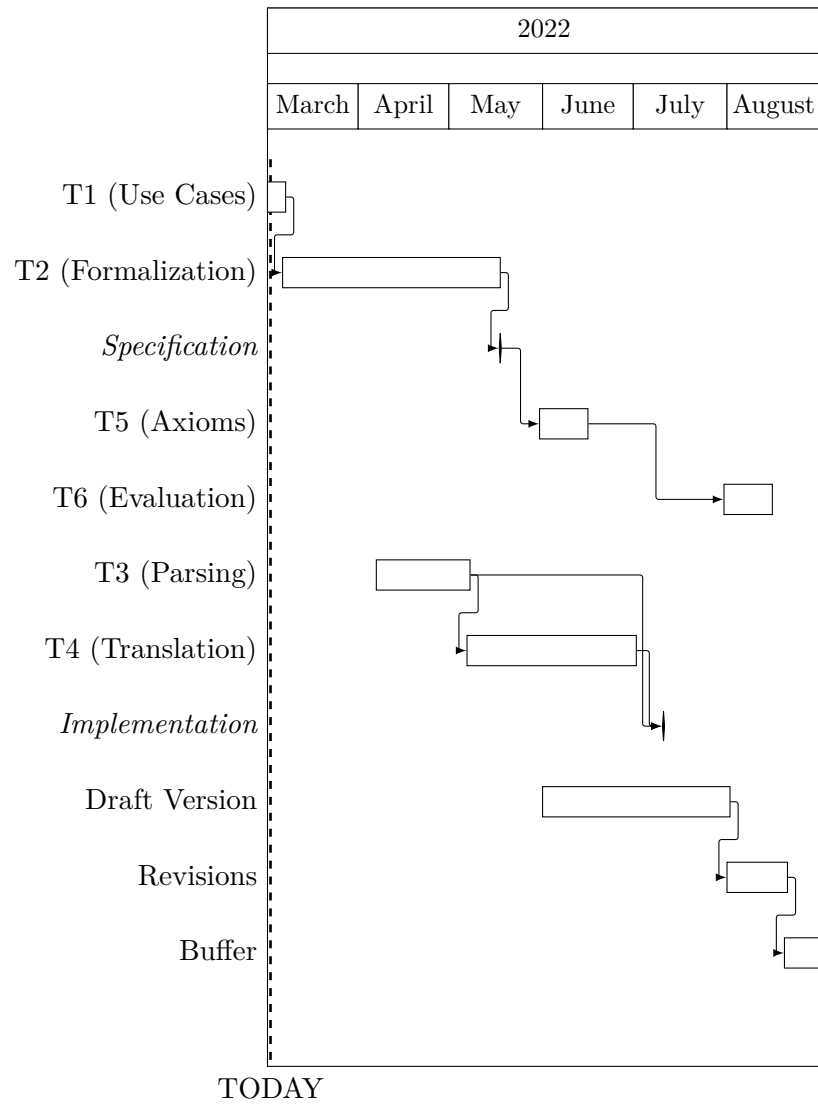 2022
March April May June July August
T1 (Use Cases)
T2 (Formalization)
Specification
T5 (Axioms)
T6 (Evaluation)
T3 (Parsing)
T4 (Translation)
Implementation
Draft Version
Revisions
Buffer
TODAY